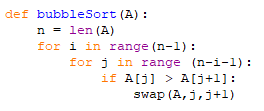 def bubbleSort(A):
    n = len(A)
    for i in range(n-1):
        for j in range (n-i-1):
            if A[j] > A[j+1]:
                swap(A,j,j+1)